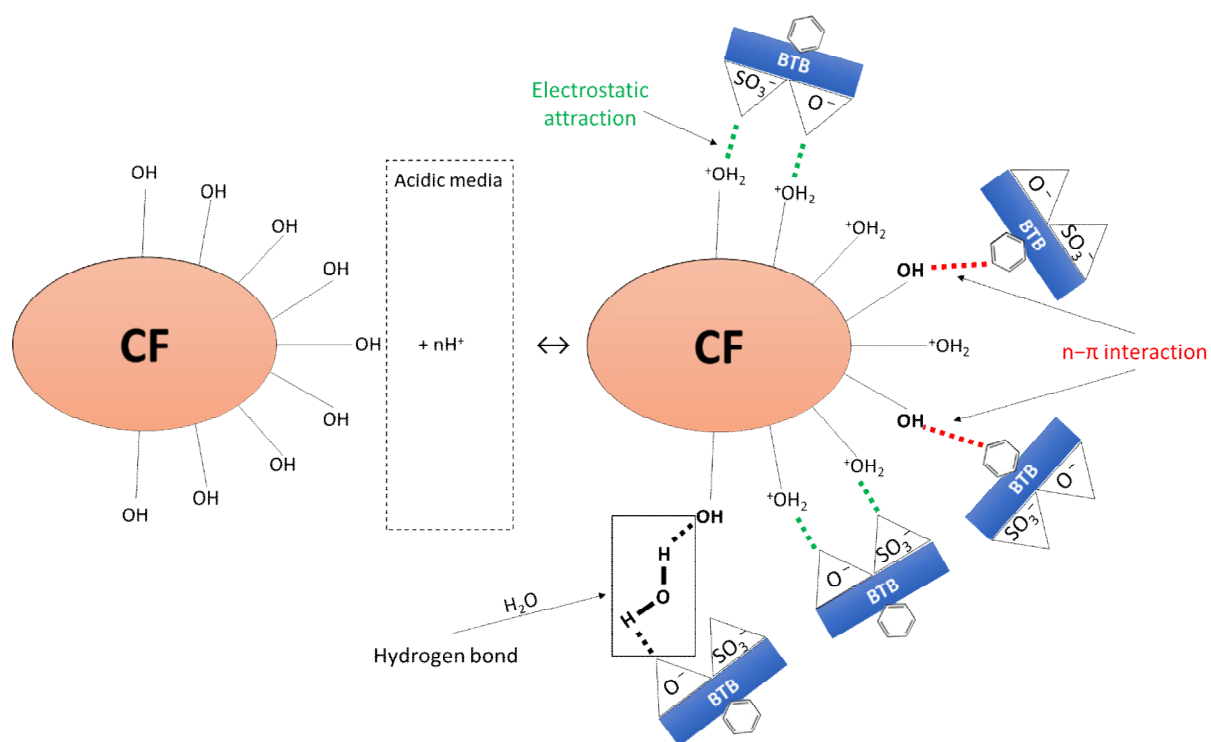 BTB
SO₃⁻
O⁻
Electrostatic
attraction
OH
OH
OH
OH
OH
OH
OH
OH
OH
OH
CF
Acidic media
+ nH⁺
↔
⁺OH₂
⁺OH₂
⁺OH₂
OH
⁺OH₂
OH
⁺OH₂
⁺OH₂
OH
CF
O⁻
BTB
SO₃⁻
n−π interaction
BTB
O⁻
SO₃⁻
SO₃⁻
O⁻
BTB
H
O
H
H₂O
Hydrogen bond
SO₃⁻
O⁻
BTB